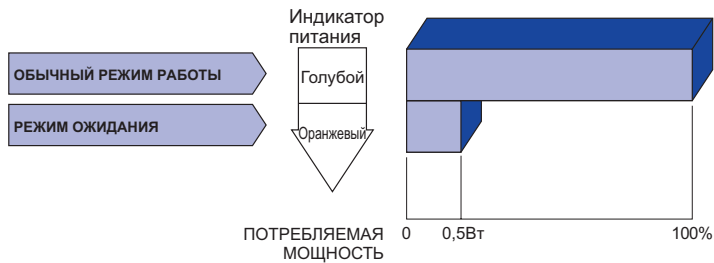 Индикатор
питания
ОБЫЧНЫЙ РЕЖИМ РАБОТЫ
Голубой
РЕЖИМ ОЖИДАНИЯ
Оранжевый
ПОТРЕБЛЯЕМАЯ
МОЩНОСТЬ
0 0,5Вт 100%